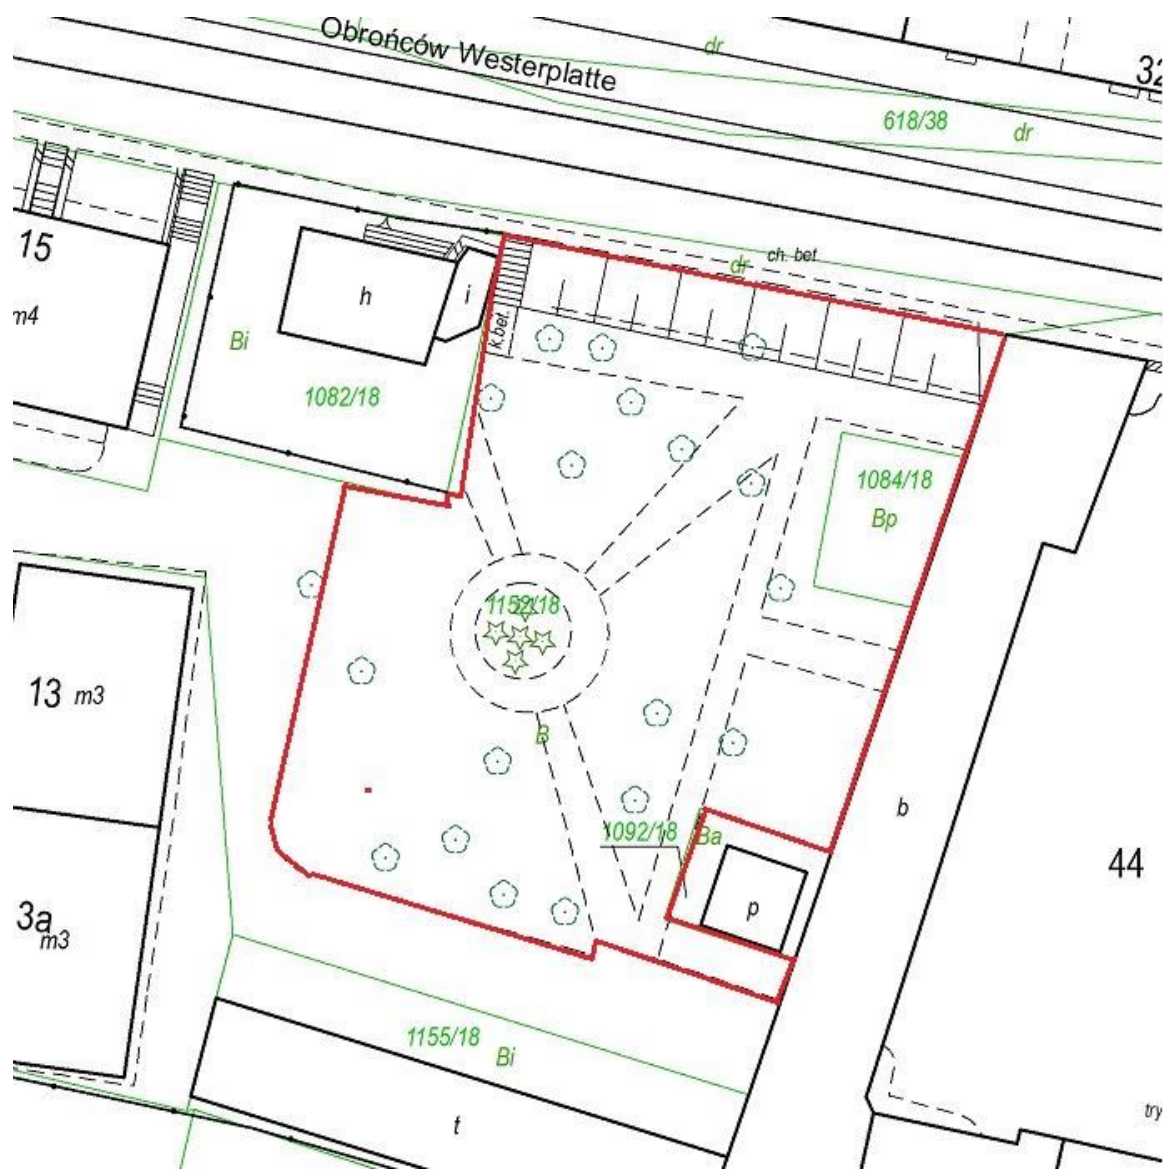 Obrońców Westerplatte
dr
32
618/38
dr
15
m4
h
i
k.bet.
dr
ch. bet.
Bi
1082/18
1084/18
Bp
1152/18
13 m3
B
b
1092/18
Ba
44
p
3a
m3
1155/18
Bi
t
try